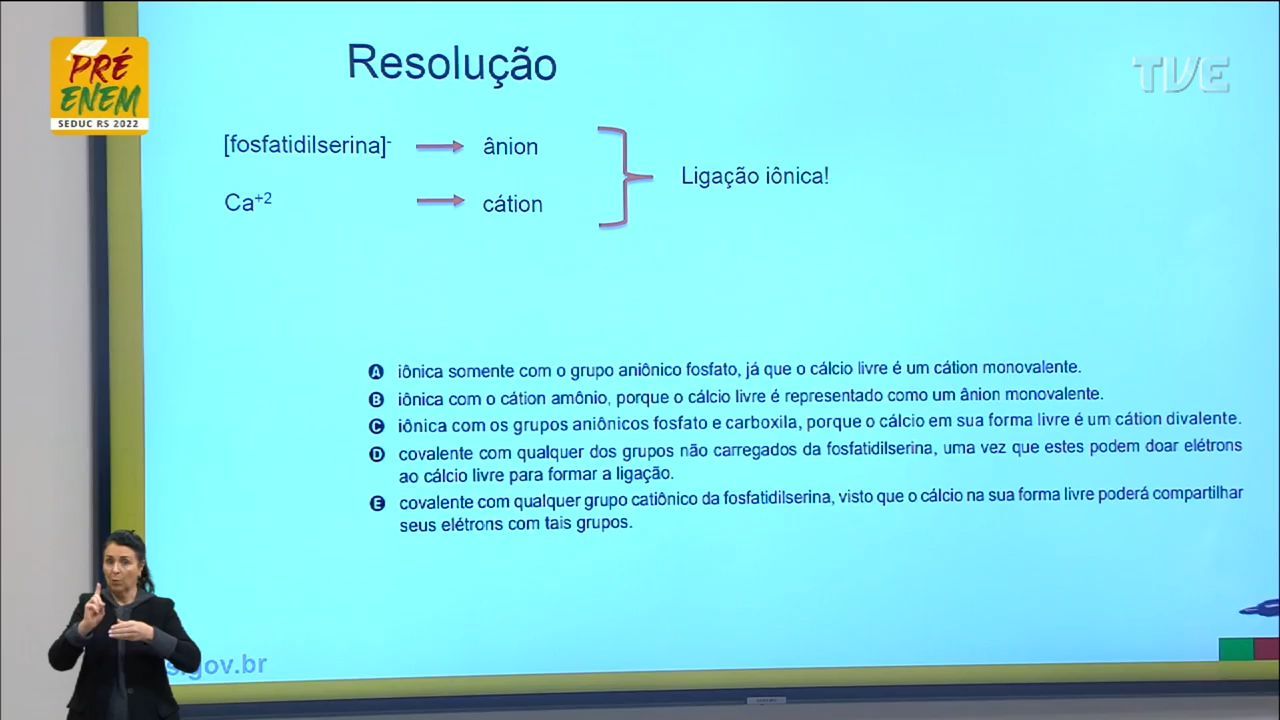 PRÉ
ENEM
SEDUC RS 2022
TVE
Resolução
[fosfatidilserina]⁻
ânion
Ligação iônica!
Ca⁺²
cátion
A iônica somente com o grupo aniônico fosfato, já que o cálcio livre é um cátion monovalente.
B iônica com o cátion amônio, porque o cálcio livre é representado como um ânion monovalente.
C iônica com os grupos aniônicos fosfato e carboxila, porque o cálcio em sua forma livre é um cátion divalente.
D covalente com qualquer dos grupos não carregados da fosfatidilserina, uma vez que estes podem doar elétrons
ao cálcio livre para formar a ligação.
E covalente com qualquer grupo catiônico da fosfatidilserina, visto que o cálcio na sua forma livre poderá compartilhar
seus elétrons com tais grupos.
s.gov.br